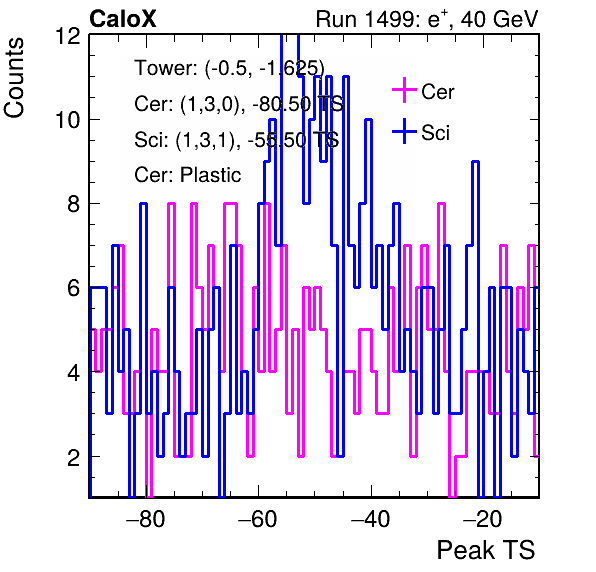 CaloX Run 1499: e⁺, 40 GeV
Counts
Tower: (-0.5, -1.625)
Cer: (1,3,0), -80.50 TS
Sci: (1,3,1), -55.50 TS
Cer: Plastic
Cer
Sci
12
10
8
6
4
2
−80 −60 −40 −20
Peak TS